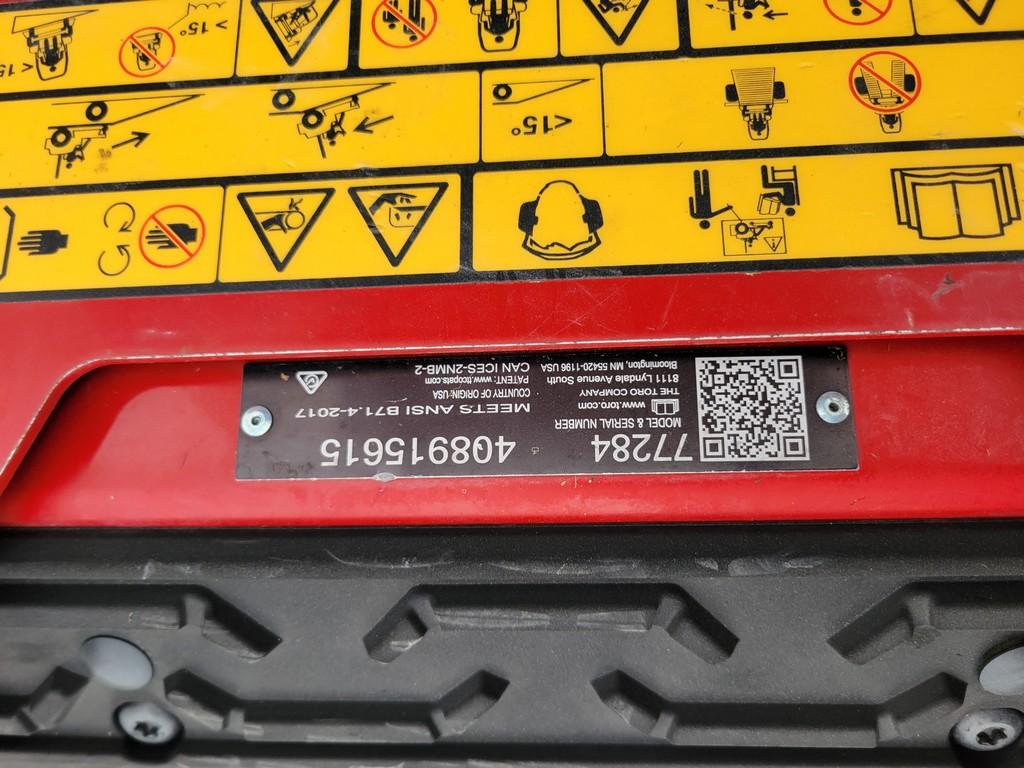 77284 408915615
MODEL & SERIAL NUMBER
www.toro.com
THE TORO COMPANY
8111 Lyndale Avenue South
Bloomington, MN 55420-1196 USA
MEETS ANSI B71.4-2017
COUNTRY OF ORIGIN: USA
PATENT: www.ttcopats.com
CAN ICES-2/NMB-2
<15°
> 15°
<15